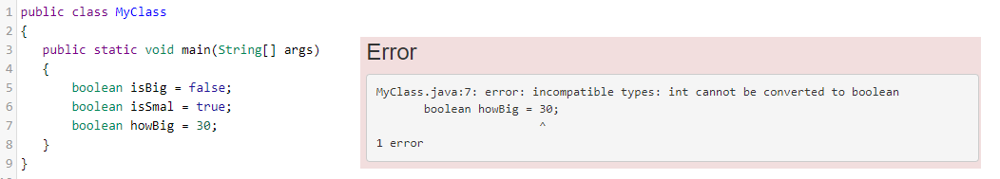 1 public class MyClass
2 {
3 public static void main(String[] args)
4 {
5 boolean isBig = false;
6 boolean isSmal = true;
7 boolean howBig = 30;
8 }
9 }
Error
MyClass.java:7: error: incompatible types: int cannot be converted to boolean
boolean howBig = 30;
^
1 error